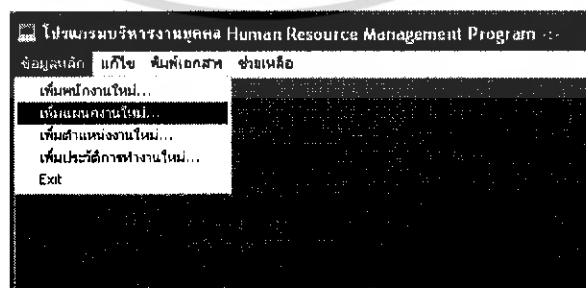 โปรแกรมบริหารงานบุคคล Human Resource Management Program -:-
ข้อมูลหลัก แก้ไข พิมพ์เอกสาร ช่วยเหลือ
เพิ่มพนักงานใหม่...
เพิ่มแผนกงานใหม่...
เพิ่มตำแหน่งงานใหม่...
เพิ่มประวัติการทำงานใหม่...
Exit